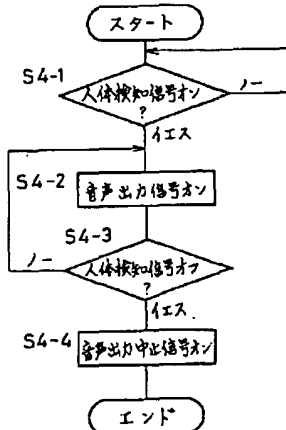 スタート
S4-1
人体検知信号オン
?
ノー
イエス
S4-2
音声出力信号オン
S4-3
ノー
人体検知信号オフ
?
イエス
S4-4
音声出力中止信号オン
エンド